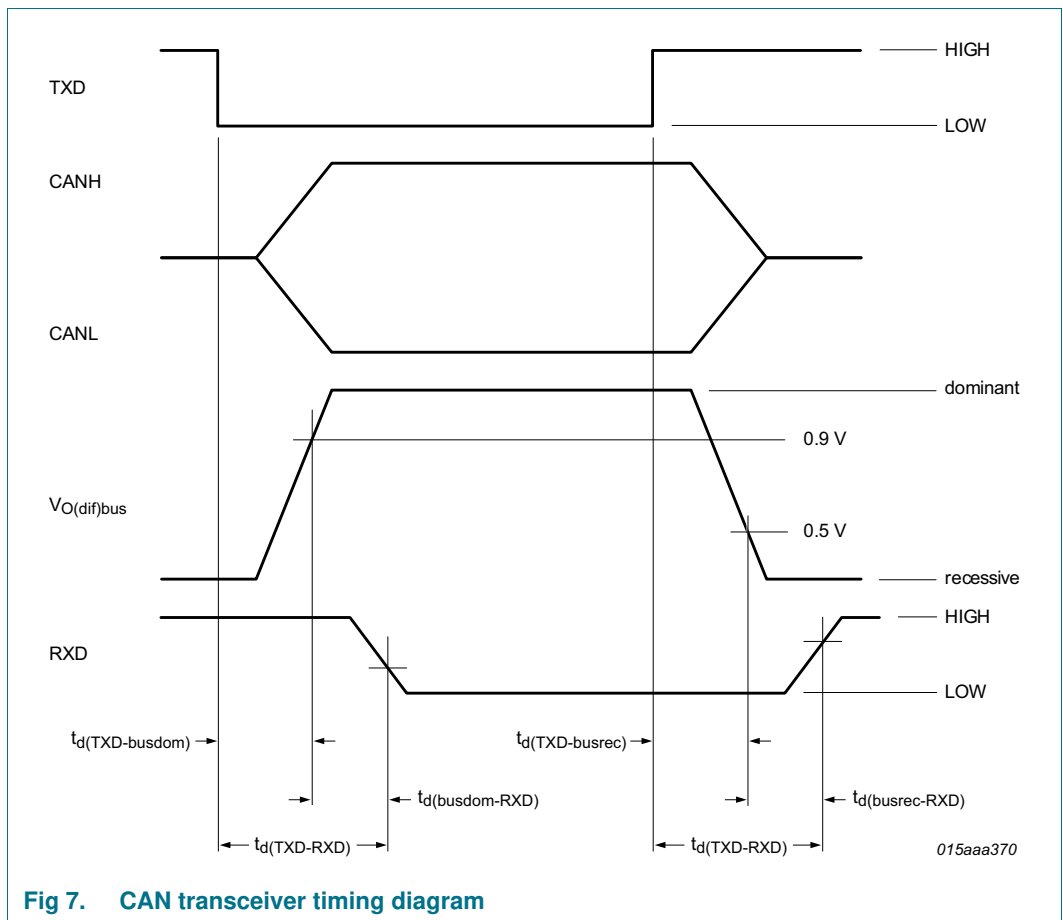 HIGH
TXD
LOW
CANH
CANL
dominant
0.9 V
VO(dif)bus
0.5 V
recessive
HIGH
RXD
LOW
td(TXD-busdom)
td(TXD-busrec)
td(busdom-RXD)
td(busrec-RXD)
td(TXD-RXD)
td(TXD-RXD)
015aaa370
Fig 7. CAN transceiver timing diagram